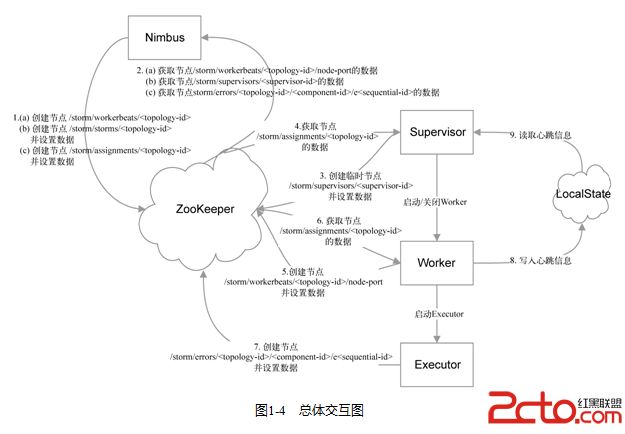 Nimbus
2. (a) 获取节点/storm/workerbeats/<topology-id>/node-port的数据
(b) 获取节点/storm/supervisors/<supervisor-id>的数据
(c) 获取节点storm/errors/<topology-id>/<component-id>/e<sequential-id>的数据
1.(a) 创建节点 /storm/workerbeats/<topology-id>
(b) 创建节点 /storm/storms/<topology-id>
并设置数据
(c) 创建节点 /storm/assignments/<topology-id>
并设置数据
4.获取节点
/storm/assignments/<topology-id>
的数据
Supervisor
9. 读取心跳信息
3. 创建临时节点
/storm/supervisors/<supervisor-id>
并设置数据
ZooKeeper
启动/关闭Worker
LocalState
6. 获取节点
/storm/assignments/<topology-id>
的数据
Worker
8. 写入心跳信息
5.创建节点
/storm/workerbeats/<topology-id>/node-port
并设置数据
启动Executor
7. 创建节点
/storm/errors/<topology-id>/<component-id>/e<sequential-id>
并设置数据
Executor
图1-4 总体交互图
2cto.com 红黑联盟